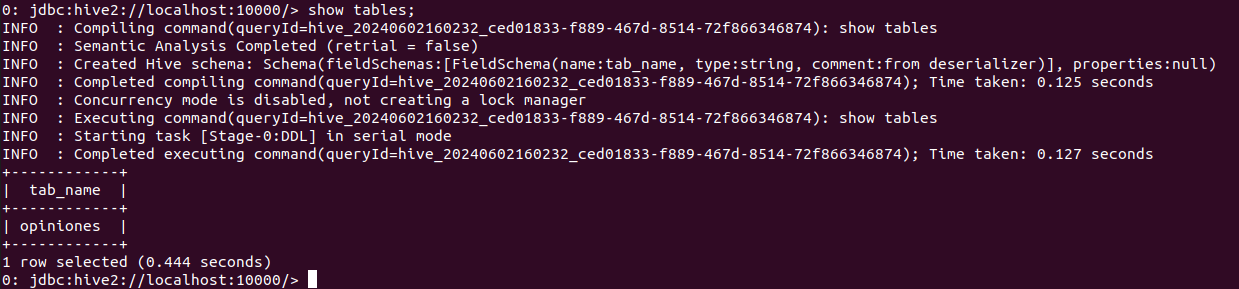 0: jdbc:hive2://localhost:10000/> show tables;
INFO  : Compiling command(queryId=hive_20240602160232_ced01833-f889-467d-8514-72f866346874): show tables
INFO  : Semantic Analysis Completed (retrial = false)
INFO  : Created Hive schema: Schema(fieldSchemas:[FieldSchema(name:tab_name, type:string, comment:from deserializer)], properties:null)
INFO  : Completed compiling command(queryId=hive_20240602160232_ced01833-f889-467d-8514-72f866346874); Time taken: 0.125 seconds
INFO  : Concurrency mode is disabled, not creating a lock manager
INFO  : Executing command(queryId=hive_20240602160232_ced01833-f889-467d-8514-72f866346874): show tables
INFO  : Starting task [Stage-0:DDL] in serial mode
INFO  : Completed executing command(queryId=hive_20240602160232_ced01833-f889-467d-8514-72f866346874); Time taken: 0.127 seconds
+------------+
|  tab_name  |
+------------+
| opiniones  |
+------------+
1 row selected (0.444 seconds)
0: jdbc:hive2://localhost:10000/>